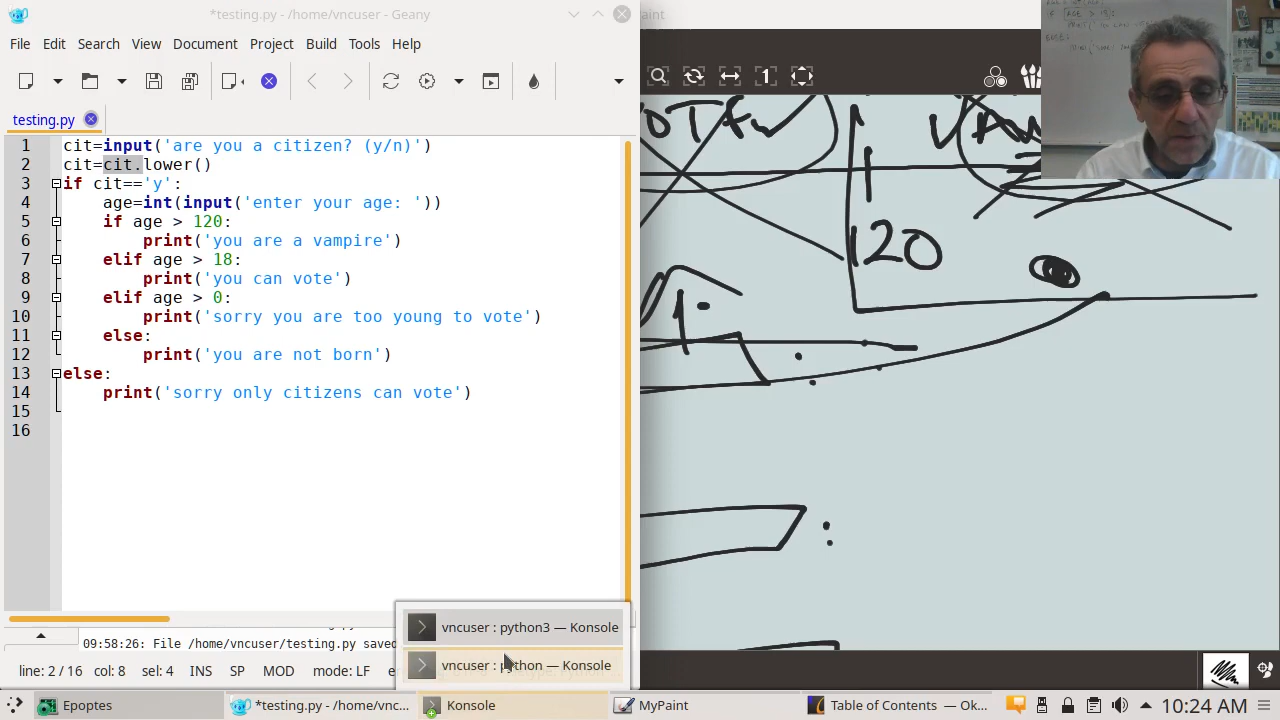 *testing.py - /home/vncuser - Geany
File Edit Search View Document Project Build Tools Help
testing.py
1 cit=input('are you a citizen? (y/n)')
2 cit=cit.lower()
3 if cit=='y':
4 age=int(input('enter your age: '))
5 if age > 120:
6 print('you are a vampire')
7 elif age > 18:
8 print('you can vote')
9 elif age > 0:
10 print('sorry you are too young to vote')
11 else:
12 print('you are not born')
13 else:
14 print('sorry only citizens can vote')
15
16
09:58:26: File /home/vncuser/testing.py saved
line: 2 / 16 col: 8 sel: 4 INS SP MOD mode: LF
vncuser : python3 — Konsole
vncuser : python — Konsole
Paint
1
120
1.
Epoptes
*testing.py - /home/vnc...
Konsole
MyPaint
Table of Contents — Ok...
10:24 AM